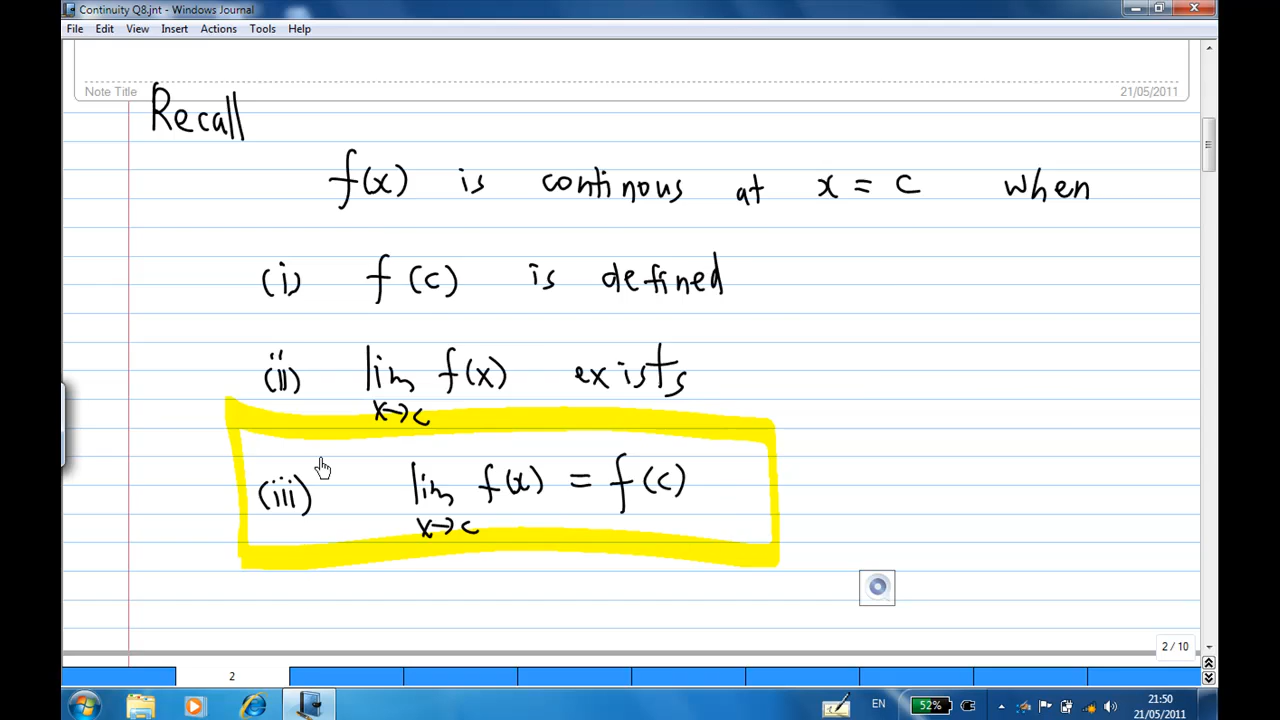 Continuity Q8.jnt - Windows Journal
File Edit View Insert Actions Tools Help
Note Title
21/05/2011
Recall
f(x) is continous at x = c when
(i) f(c) is defined
(ii) lim f(x) exists
x→c
(iii) lim f(x) = f(c)
x→c
2 / 10
2
EN 52% 21:50
21/05/2011